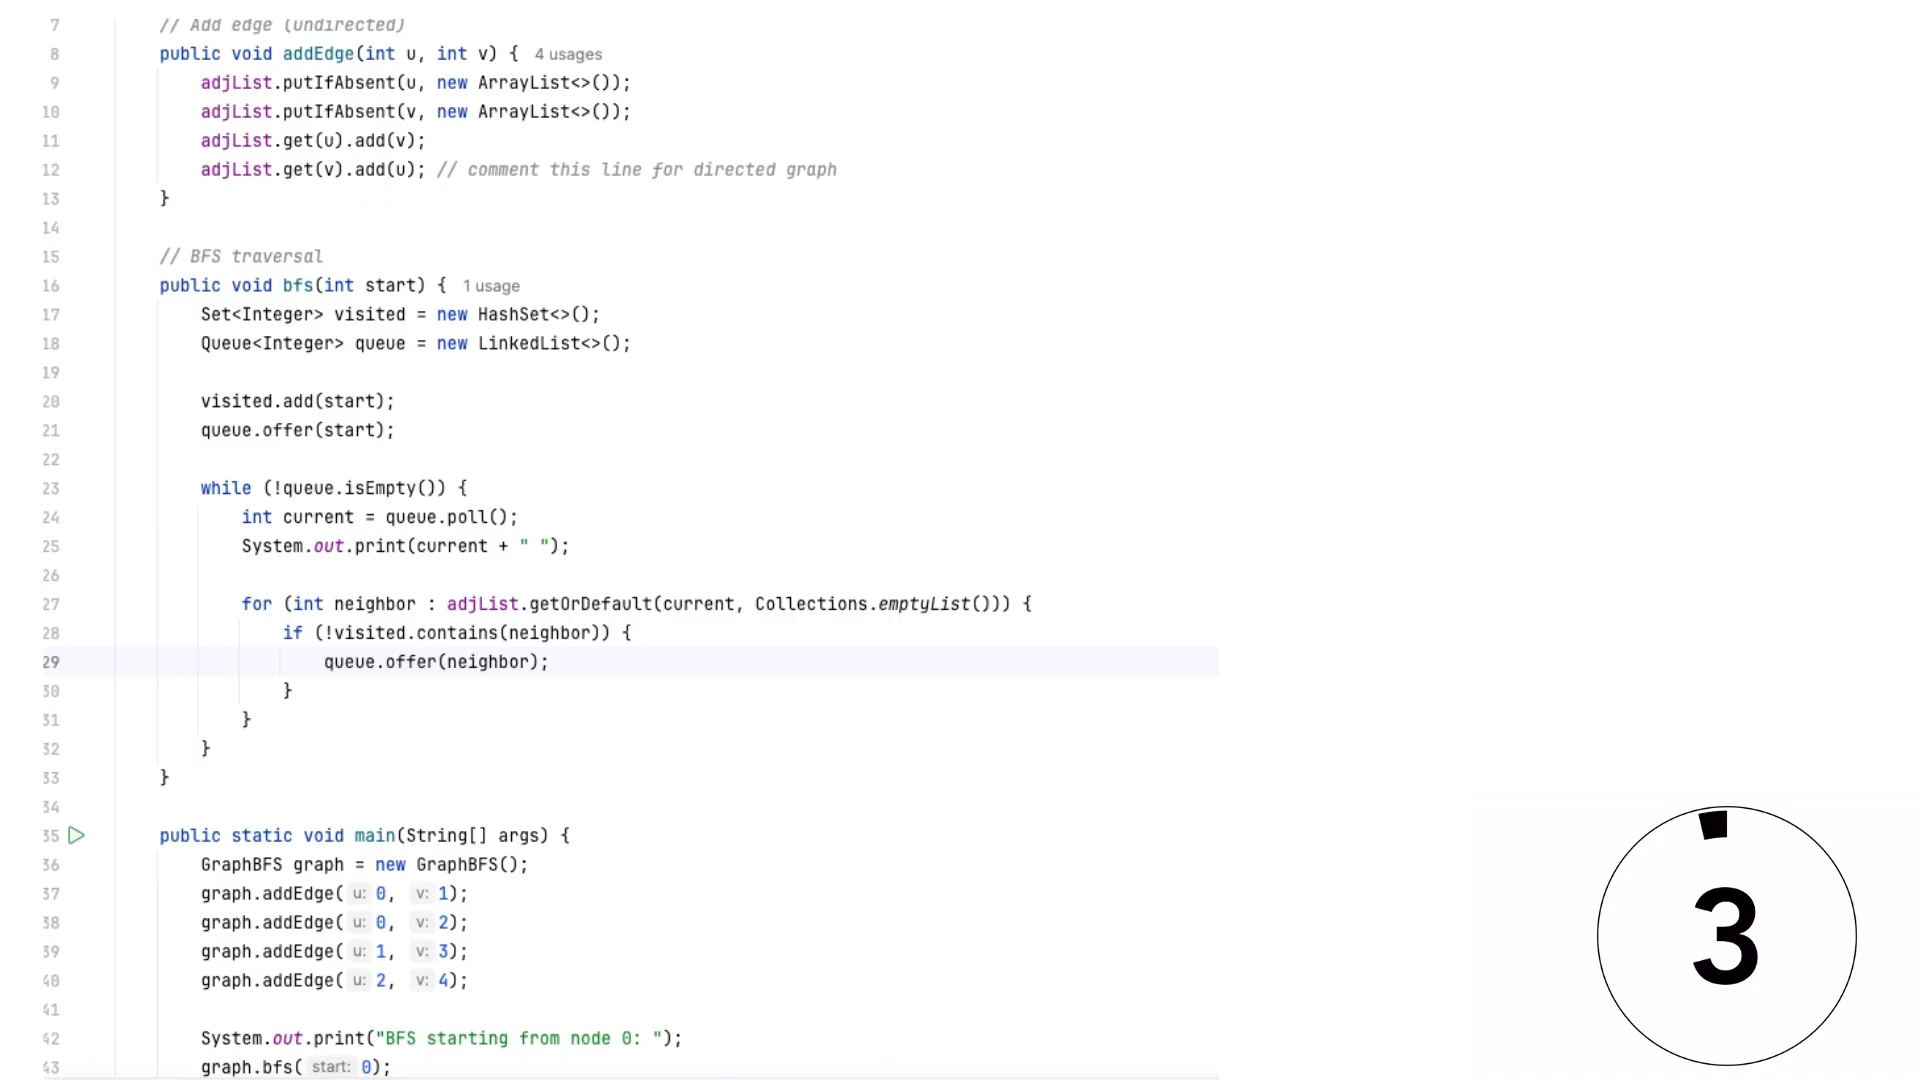 7 // Add edge (undirected)
8 public void addEdge(int u, int v) { 4 usages
9 adjList.putIfAbsent(u, new ArrayList<>());
10 adjList.putIfAbsent(v, new ArrayList<>());
11 adjList.get(u).add(v);
12 adjList.get(v).add(u); // comment this line for directed graph
13 }
14
15 // BFS traversal
16 public void bfs(int start) { 1 usage
17 Set<Integer> visited = new HashSet<>();
18 Queue<Integer> queue = new LinkedList<>();
19
20 visited.add(start);
21 queue.offer(start);
22
23 while (!queue.isEmpty()) {
24 int current = queue.poll();
25 System.out.print(current + " ");
26
27 for (int neighbor : adjList.getOrDefault(current, Collections.emptyList())) {
28 if (!visited.contains(neighbor)) {
29 queue.offer(neighbor);
30 }
31 }
32 }
33 }
34
35 public static void main(String[] args) {
36 GraphBFS graph = new GraphBFS();
37 graph.addEdge( u: 0, v: 1);
38 graph.addEdge( u: 0, v: 2);
39 graph.addEdge( u: 1, v: 3);
40 graph.addEdge( u: 2, v: 4);
41
42 System.out.print("BFS starting from node 0: ");
43 graph.bfs( start: 0);
3